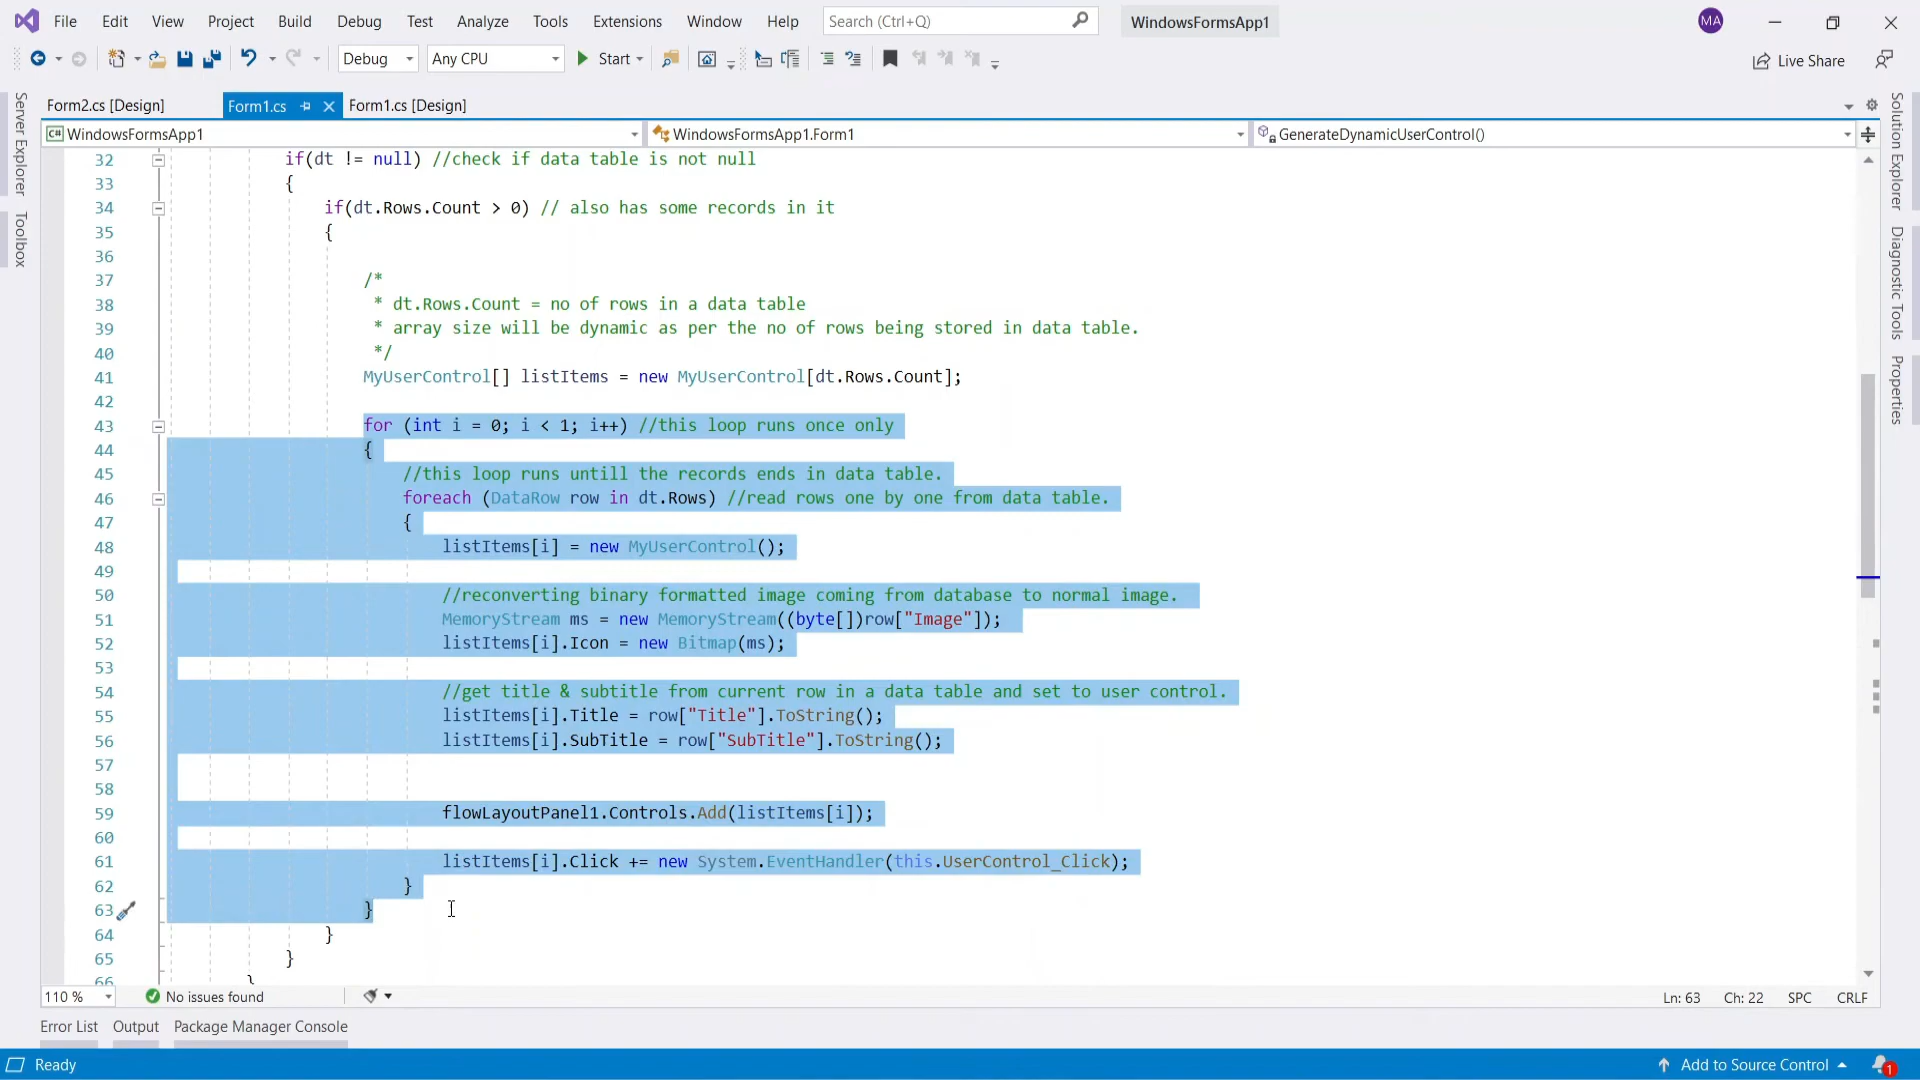 File Edit View Project Build Debug Test Analyze Tools Extensions Window Help Search (Ctrl+Q) WindowsFormsApp1 MA
Debug Any CPU Start Live Share
Form2.cs [Design] Form1.cs Form1.cs [Design]
C# WindowsFormsApp1 WindowsFormsApp1.Form1 GenerateDynamicUserControl()
Server Explorer
Toolbox
Solution Explorer
Diagnostic Tools
Properties
32 if(dt != null) //check if data table is not null
33 {
34 if(dt.Rows.Count > 0) // also has some records in it
35 {
36
37 /*
38 * dt.Rows.Count = no of rows in a data table
39 * array size will be dynamic as per the no of rows being stored in data table.
40 */
41 MyUserControl[] listItems = new MyUserControl[dt.Rows.Count];
42
43 for (int i = 0; i < 1; i++) //this loop runs once only
44 {
45 //this loop runs untill the records ends in data table.
46 foreach (DataRow row in dt.Rows) //read rows one by one from data table.
47 {
48 listItems[i] = new MyUserControl();
49
50 //reconverting binary formatted image coming from database to normal image.
51 MemoryStream ms = new MemoryStream((byte[])row["Image"]);
52 listItems[i].Icon = new Bitmap(ms);
53
54 //get title & subtitle from current row in a data table and set to user control.
55 listItems[i].Title = row["Title"].ToString();
56 listItems[i].SubTitle = row["SubTitle"].ToString();
57
58
59 flowLayoutPanel1.Controls.Add(listItems[i]);
60
61 listItems[i].Click += new System.EventHandler(this.UserControl_Click);
62 }
63 }
64 }
65 }
66 }
110 % No issues found Ln: 63 Ch: 22 SPC CRLF
Error List Output Package Manager Console
Ready Add to Source Control 1